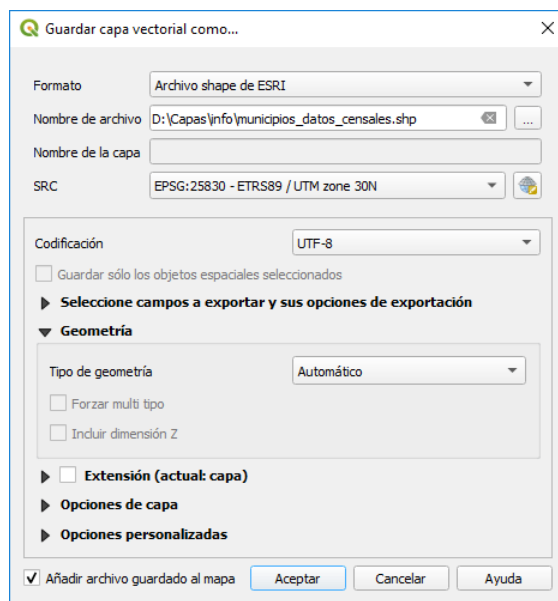 Guardar capa vectorial como...
Formato Archivo shape de ESRI
Nombre de archivo D:\Capas\info\municipios_datos_censales.shp ...
Nombre de la capa
SRC EPSG:25830 - ETRS89 / UTM zone 30N
Codificación UTF-8
Guardar sólo los objetos espaciales seleccionados
Seleccione campos a exportar y sus opciones de exportación
Geometría
Tipo de geometría Automático
Forzar multi tipo
Incluir dimensión Z
Extensión (actual: capa)
Opciones de capa
Opciones personalizadas
Añadir archivo guardado al mapa Aceptar Cancelar Ayuda